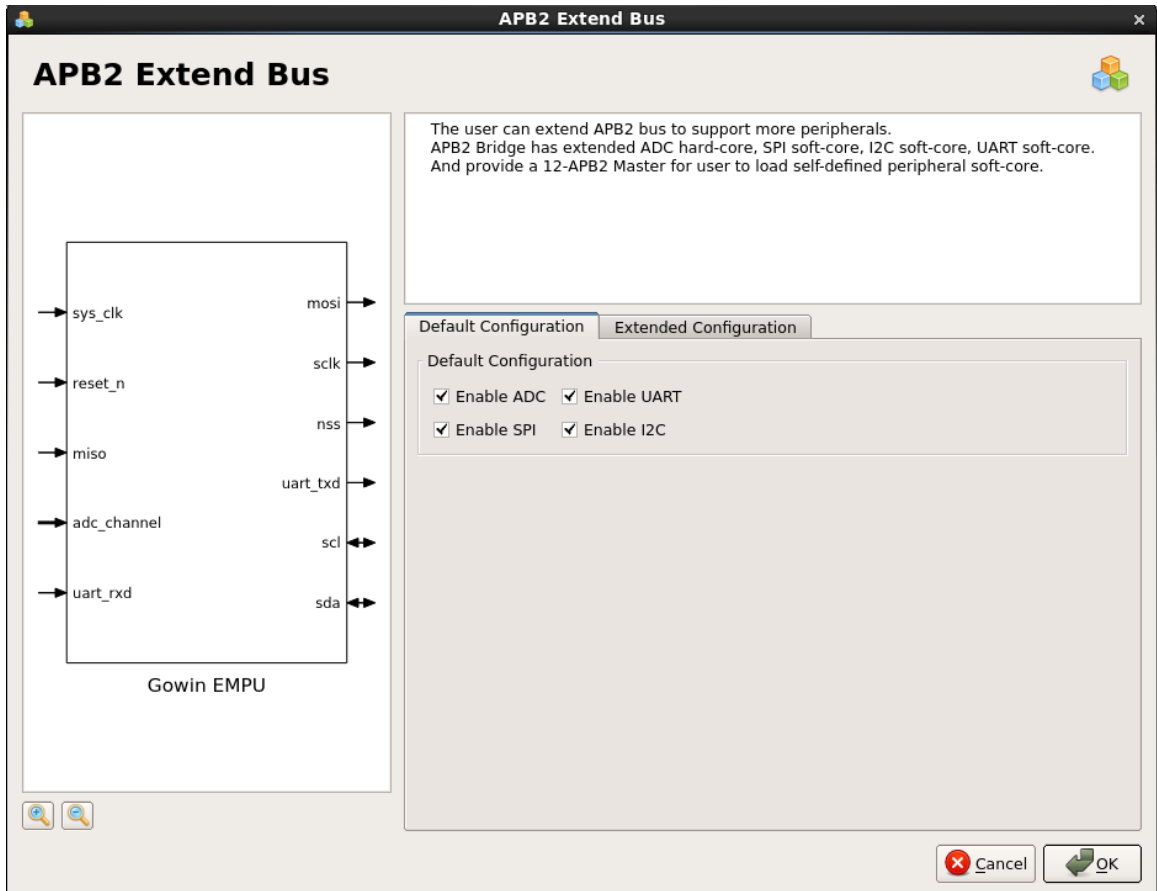 APB2 Extend Bus
APB2 Extend Bus
The user can extend APB2 bus to support more peripherals.
APB2 Bridge has extended ADC hard-core, SPI soft-core, I2C soft-core, UART soft-core.
And provide a 12-APB2 Master for user to load self-defined peripheral soft-core.
sys_clk
reset_n
miso
adc_channel
uart_rxd
mosi
sclk
nss
uart_txd
scl
sda
Gowin EMPU
Default Configuration
Extended Configuration
Default Configuration
Enable ADC
Enable UART
Enable SPI
Enable I2C
Cancel
OK